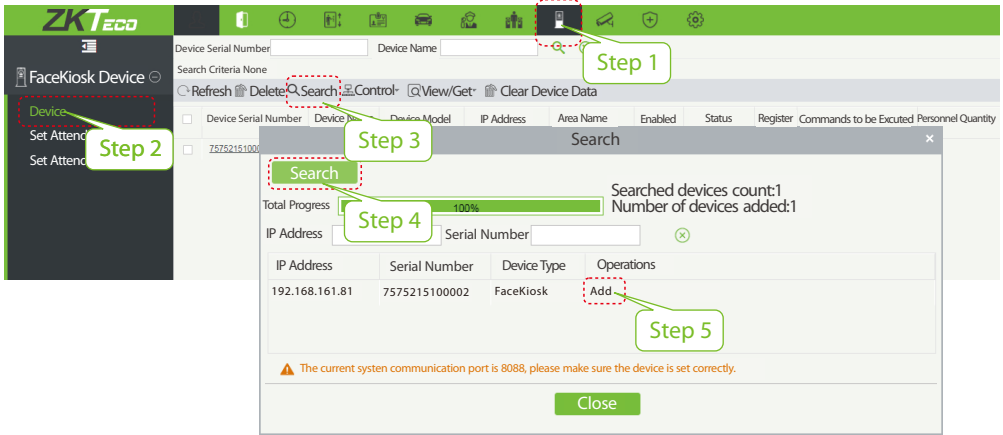 ZKTECO
Device Serial Number Device Name
Step 1
Search Criteria None
FaceKiosk Device
Refresh Delete Search Control View/Get Clear Device Data
Device
Set Attend
Set Attend
Step 2
Device Serial Number Device Model IP Address Area Name Enabled Status Register Commands to be Excuted Personnel Quantity
Step 3
Search ×
Search
Searched devices count:1
Total Progress 100% Number of devices added:1
Step 4
IP Address Serial Number
IP Address Serial Number Device Type Operations
192.168.161.81 7575215100002 FaceKiosk Add
Step 5
The current systen communication port is 8088, please make sure the device is set correctly.
Close